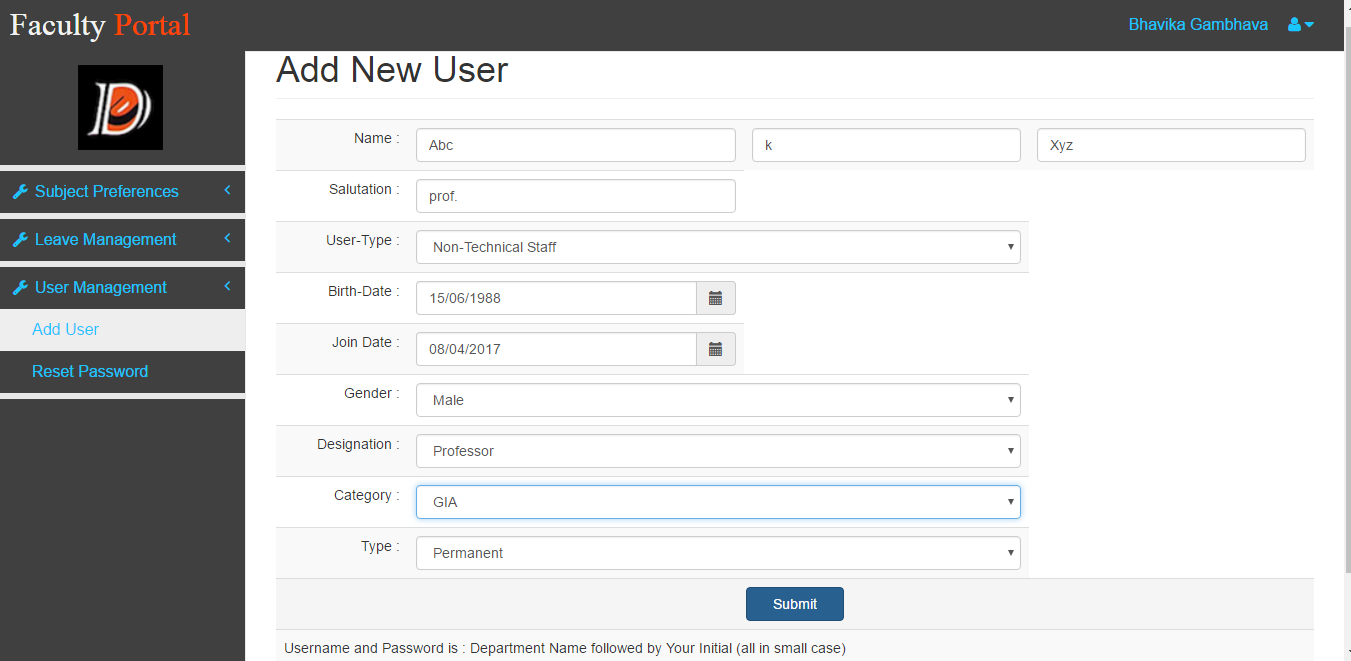 Faculty Portal
Bhavika Gambhava
Add New User
Subject Preferences
Leave Management
User Management
Add User
Reset Password
Name : Abc k Xyz
Salutation : prof.
User-Type : Non-Technical Staff
Birth-Date : 15/06/1988
Join Date : 08/04/2017
Gender : Male
Designation : Professor
Category : GIA
Type : Permanent
Submit
Username and Password is : Department Name followed by Your Initial (all in small case)